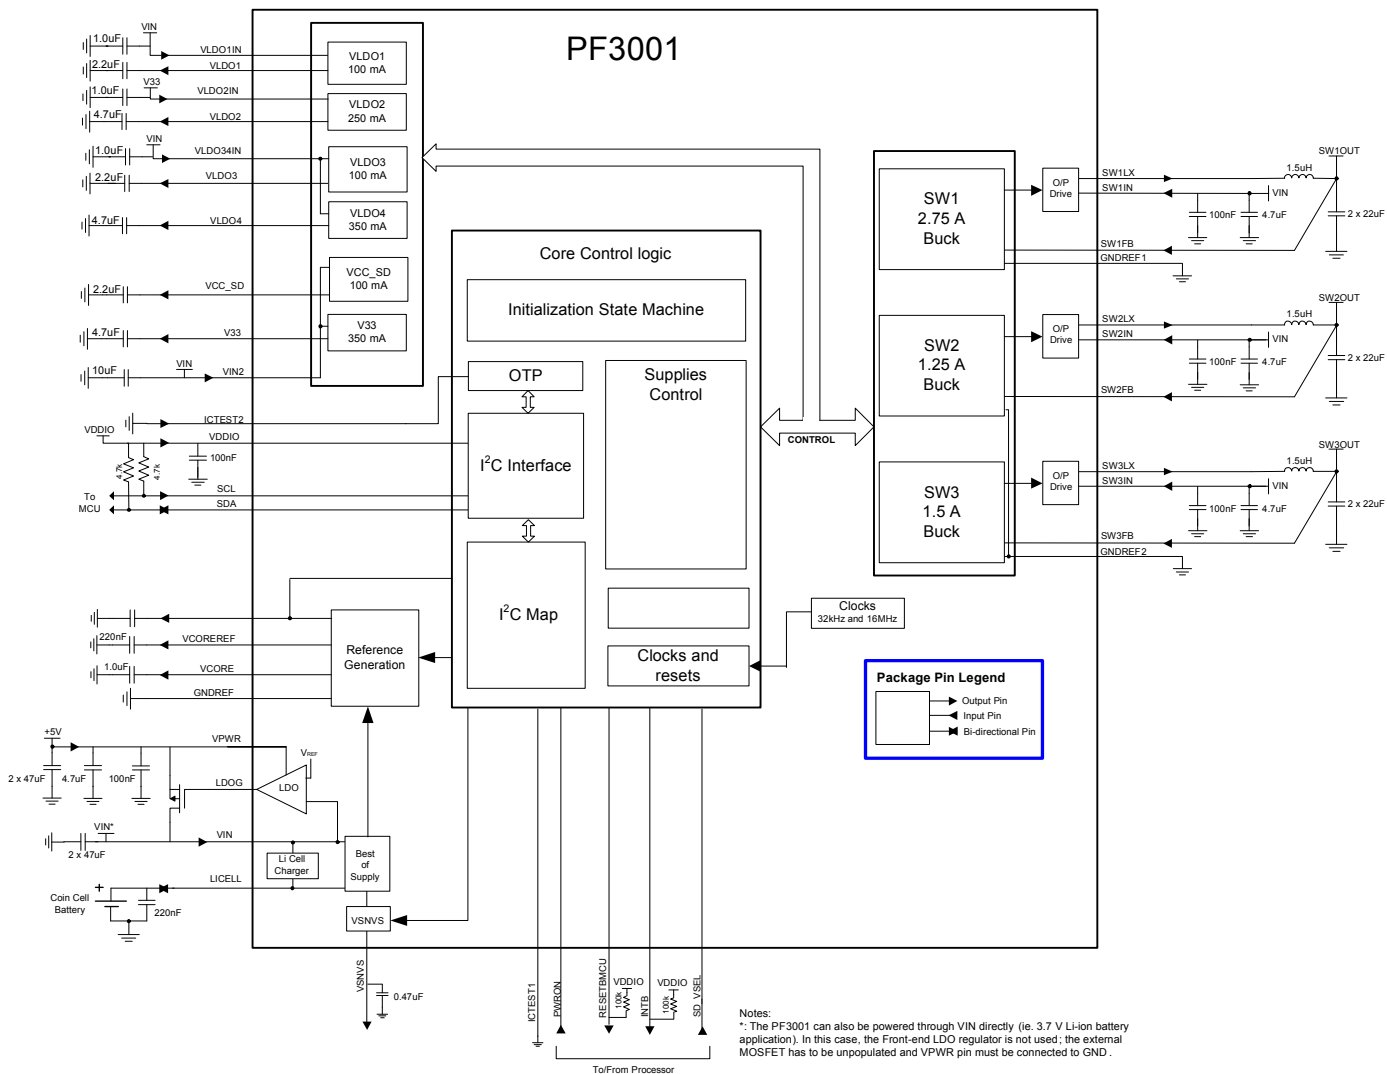 PF3001
VIN
1.0uF
VLDO1IN
2.2uF
VLDO1
VLDO1
100 mA
V33
1.0uF
VLDO2IN
4.7uF
VLDO2
VLDO2
250 mA
VIN
1.0uF
VLDO34IN
2.2uF
VLDO3
VLDO3
100 mA
4.7uF
VLDO4
VLDO4
350 mA
2.2uF
VCC_SD
VCC_SD
100 mA
4.7uF
V33
V33
350 mA
10uF
VIN
VIN2
ICTEST2
VDDIO
VDDIO
100nF
4.7k
4.7k
To
MCU
SCL
SDA
Core Control logic
Initialization State Machine
OTP
Supplies
Control
I2C Interface
I2C Map
Clocks and
resets
Clocks
32kHz and 16MHz
CONTROL
SW1
2.75 A
Buck
O/P
Drive
SW1LX
SW1IN
1.5uH
SW1OUT
VIN
100nF
4.7uF
2 x 22uF
SW1FB
GNDREF1
SW2
1.25 A
Buck
O/P
Drive
SW2LX
SW2IN
1.5uH
SW2OUT
VIN
100nF
4.7uF
2 x 22uF
SW2FB
SW3
1.5 A
Buck
O/P
Drive
SW3LX
SW3IN
1.5uH
SW3OUT
VIN
100nF
4.7uF
2 x 22uF
SW3FB
GNDREF2
220nF
VCOREREF
1.0uF
VCORE
GNDREF
Reference
Generation
Package Pin Legend
Output Pin
Input Pin
Bi-directional Pin
+5V
VPWR
2 x 47uF
4.7uF
100nF
LDOG
LDO
VREF
VIN*
VIN
2 x 47uF
Li Cell
Charger
Best
of
Supply
LICELL
Coin Cell
Battery
+
220nF
VSNVS
VSNVS
0.47uF
ICTEST1
PWRON
RESETBMCU
VDDIO
100k
INTB
VDDIO
100k
SD_VSEL
To/From Processor
Notes:
*: The PF3001 can also be powered through VIN directly (ie. 3.7 V Li-ion battery
application). In this case, the Front-end LDO regulator is not used; the external
MOSFET has to be unpopulated and VPWR pin must be connected to GND .